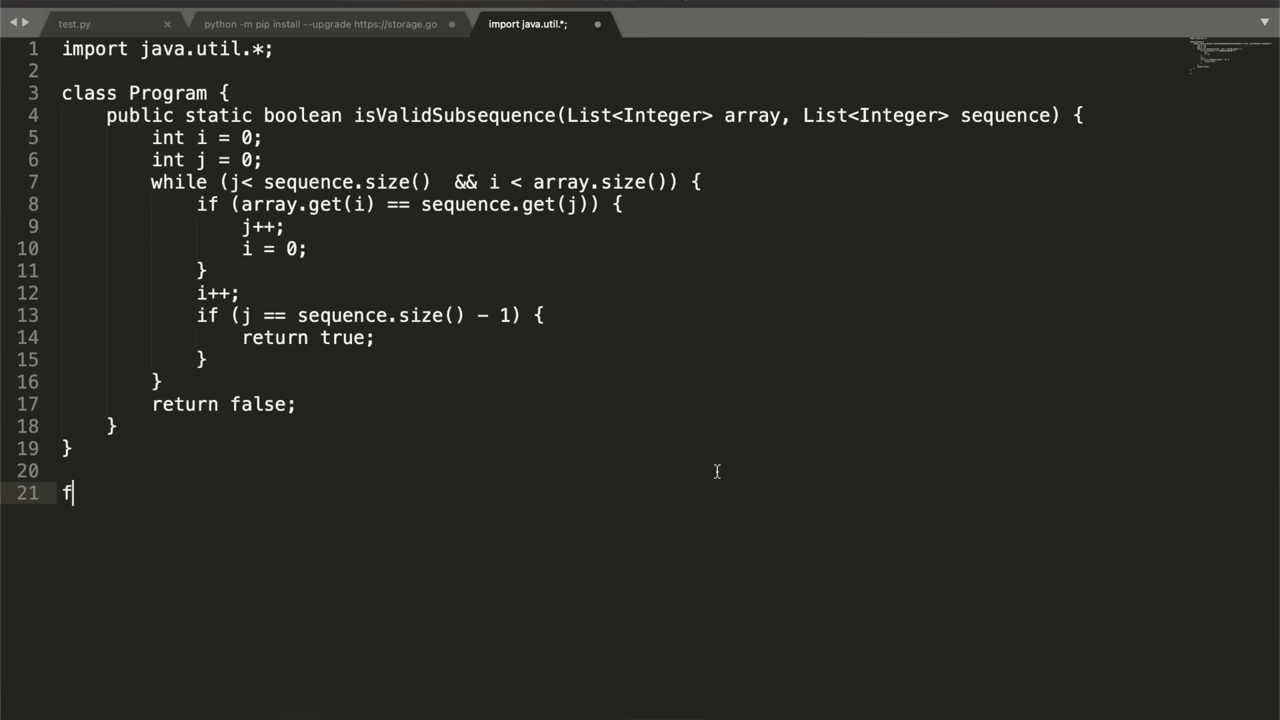 test.py
python -m pip install --upgrade https://storage.go
import java.util.*;
1 import java.util.*;
2
3 class Program {
4 public static boolean isValidSubsequence(List<Integer> array, List<Integer> sequence) {
5 int i = 0;
6 int j = 0;
7 while (j< sequence.size()  && i < array.size()) {
8 if (array.get(i) == sequence.get(j)) {
9 j++;
10 i = 0;
11 }
12 i++;
13 if (j == sequence.size() - 1) {
14 return true;
15 }
16 }
17 return false;
18 }
19 }
20
21 f